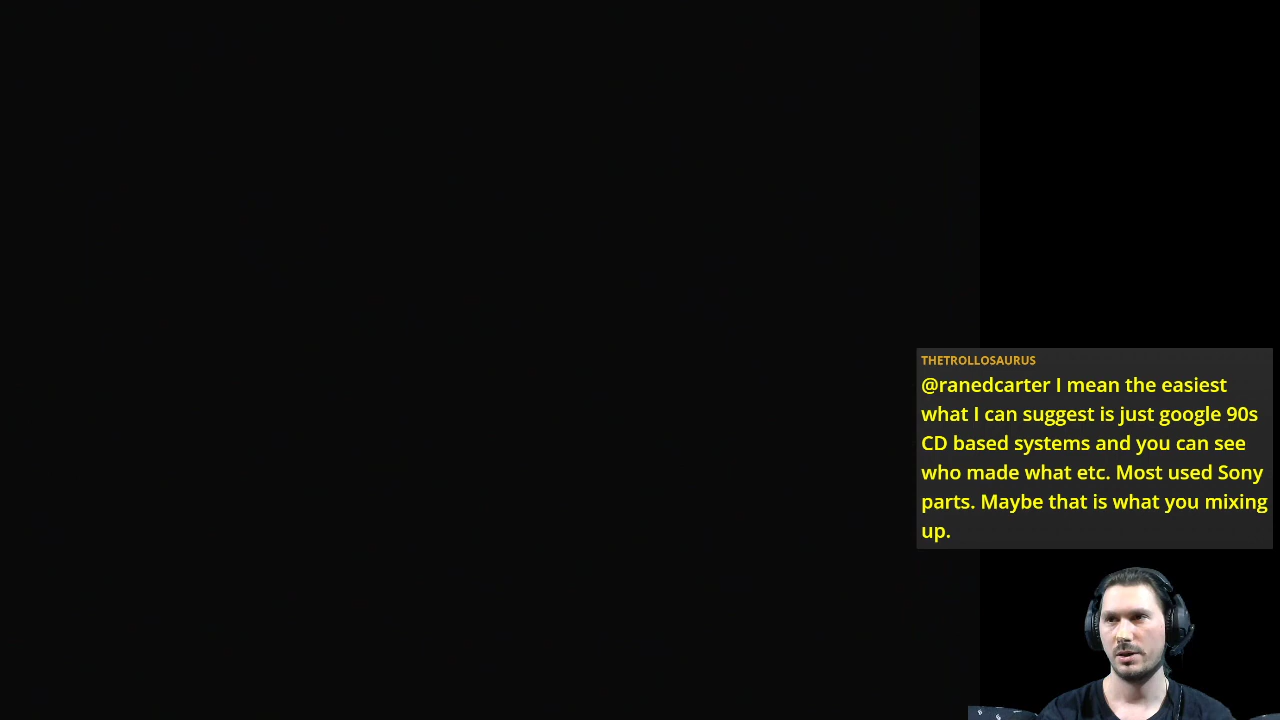 THETROLLOSAURUS
@ranedcarter I mean the easiest
what I can suggest is just google 90s
CD based systems and you can see
who made what etc. Most used Sony
parts. Maybe that is what you mixing
up.